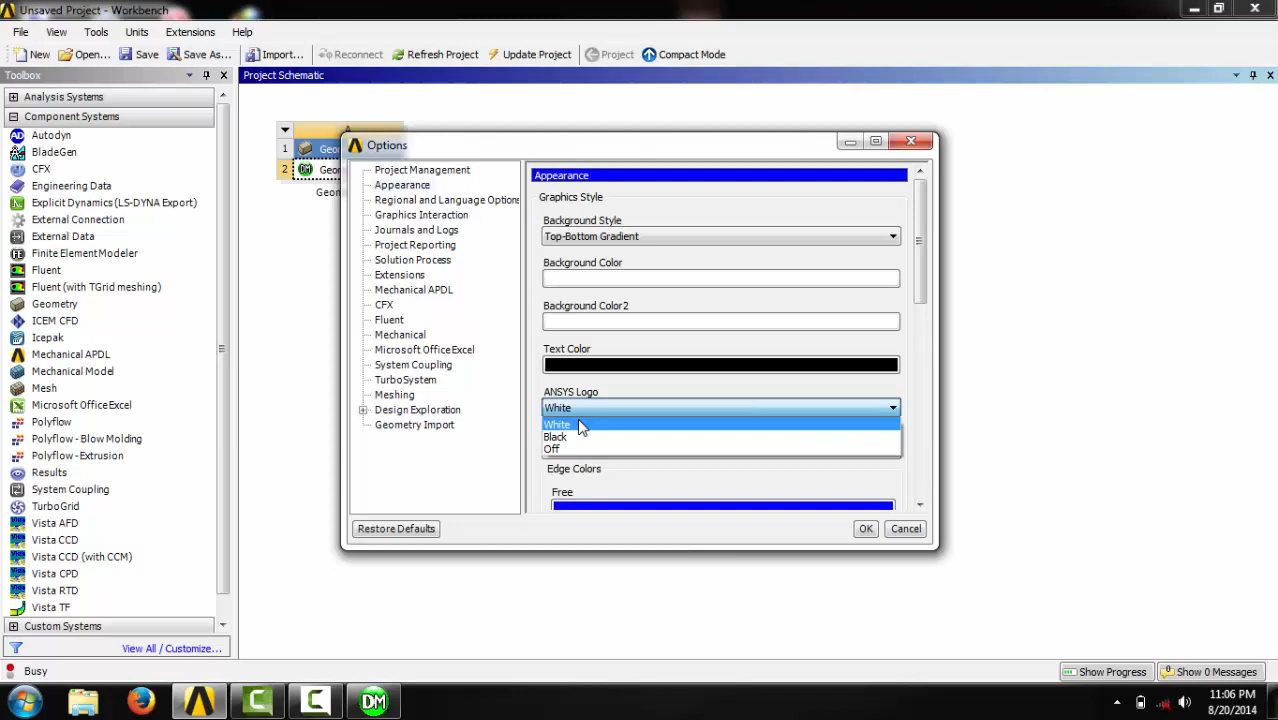 Unsaved Project - Workbench
File View Tools Units Extensions Help
New Open... Save Save As... Import... Reconnect Refresh Project Update Project Project Compact Mode
Toolbox
Project Schematic
Analysis Systems
Component Systems
Autodyn
BladeGen
CFX
Engineering Data
Explicit Dynamics (LS-DYNA Export)
External Connection
External Data
Finite Element Modeler
Fluent
Fluent (with TGrid meshing)
Geometry
ICEM CFD
Icepak
Mechanical APDL
Mechanical Model
Mesh
Microsoft Office Excel
Polyflow
Polyflow - Blow Molding
Polyflow - Extrusion
Results
System Coupling
TurboGrid
Vista AFD
Vista CCD
Vista CCD (with CCM)
Vista CPD
Vista RTD
Vista TF
Custom Systems
View All / Customize...
A
1 Geo
2 DM Geo
Geom
Options
Project Management
Appearance
Regional and Language Options
Graphics Interaction
Journals and Logs
Project Reporting
Solution Process
Extensions
Mechanical APDL
CFX
Fluent
Mechanical
Microsoft Office Excel
System Coupling
TurboSystem
Meshing
Design Exploration
Geometry Import
Appearance
Graphics Style
Background Style
Top-Bottom Gradient
Background Color
Background Color2
Text Color
ANSYS Logo
White
White
Black
Off
Edge Colors
Free
Restore Defaults
OK
Cancel
Busy
Show Progress
Show 0 Messages
DM
11:06 PM
8/20/2014